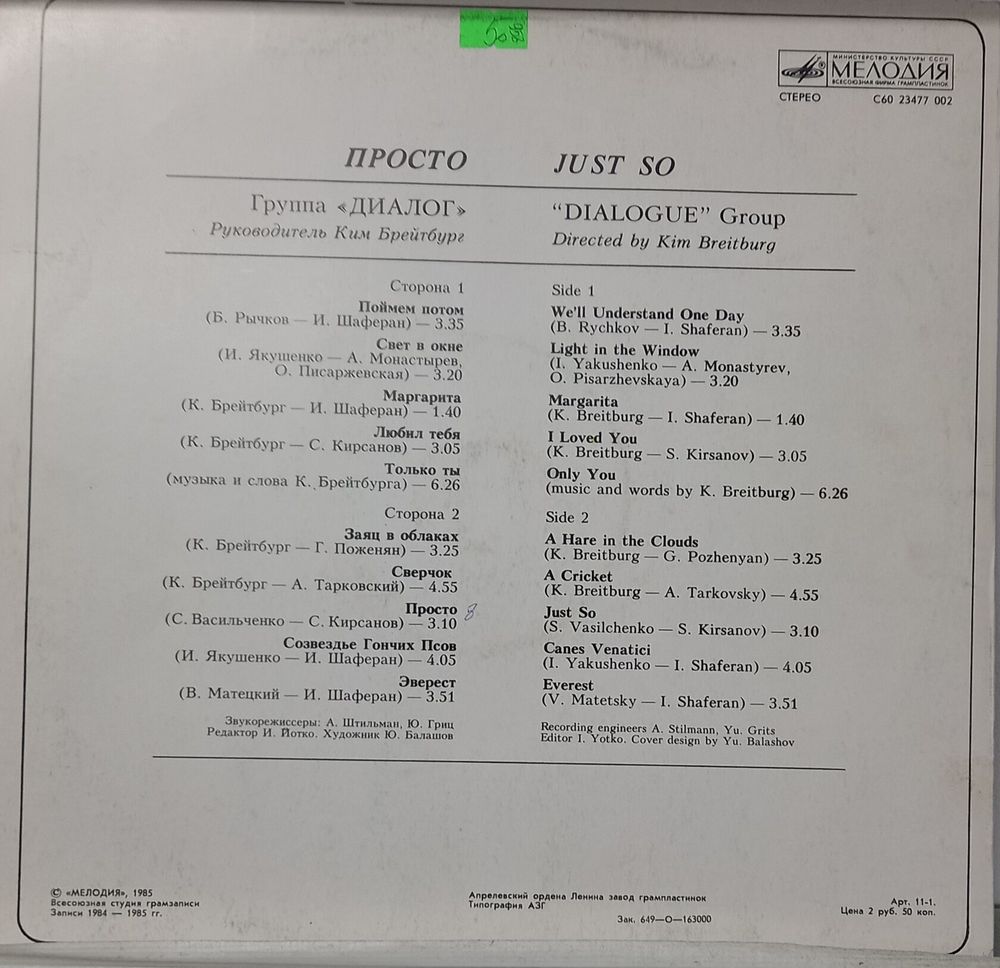 МИНИСТЕРСТВО КУЛЬТУРЫ СССР
МЕЛОДИЯ
ВСЕСОЮЗНАЯ ФИРМА ГРАМПЛАСТИНОК
СТЕРЕО
С60 23477 002
ПРОСТО
Группа «ДИАЛОГ»
Руководитель Ким Брейтбург
Сторона 1
Поймем потом
(Б. Рычков — И. Шаферан) — 3.35
Свет в окне
(И. Якушенко — А. Монастырев,
О. Писаржевская) — 3.20
Маргарита
(К. Брейтбург — И. Шаферан) — 1.40
Любил тебя
(К. Брейтбург — С. Кирсанов) — 3.05
Только ты
(музыка и слова К. Брейтбурга) — 6.26
Сторона 2
Заяц в облаках
(К. Брейтбург — Г. Поженян) — 3.25
Сверчок
(К. Брейтбург — А. Тарковский) — 4.55
Просто
(С. Васильченко — С. Кирсанов) — 3.10
Созвездье Гончих Псов
(И. Якушенко — И. Шаферан) — 4.05
Эверест
(В. Матецкий — И. Шаферан) — 3.51
Звукорежиссеры: А. Штильман, Ю. Гриц
Редактор И. Йотко. Художник Ю. Балашов
JUST SO
“DIALOGUE” Group
Directed by Kim Breitburg
Side 1
We'll Understand One Day
(B. Rychkov — I. Shaferan) — 3.35
Light in the Window
(I. Yakushenko — A. Monastyrev,
O. Pisarzhevskaya) — 3.20
Margarita
(K. Breitburg — I. Shaferan) — 1.40
I Loved You
(K. Breitburg — S. Kirsanov) — 3.05
Only You
(music and words by K. Breitburg) — 6.26
Side 2
A Hare in the Clouds
(K. Breitburg — G. Pozhenyan) — 3.25
A Cricket
(K. Breitburg — A. Tarkovsky) — 4.55
Just So
(S. Vasilchenko — S. Kirsanov) — 3.10
Canes Venatici
(I. Yakushenko — I. Shaferan) — 4.05
Everest
(V. Matetsky — I. Shaferan) — 3.51
Recording engineers A. Stilmann, Yu. Grits
Editor I. Yotko. Cover design by Yu. Balashov
© «МЕЛОДИЯ», 1985
Всесоюзная студия грамзаписи
Записи 1984 — 1985 гг.
Апрелевский ордена Ленина завод грампластинок
Типография АЗГ
Зак. 649—О—163000
Арт. 11-1.
Цена 2 руб. 50 коп.